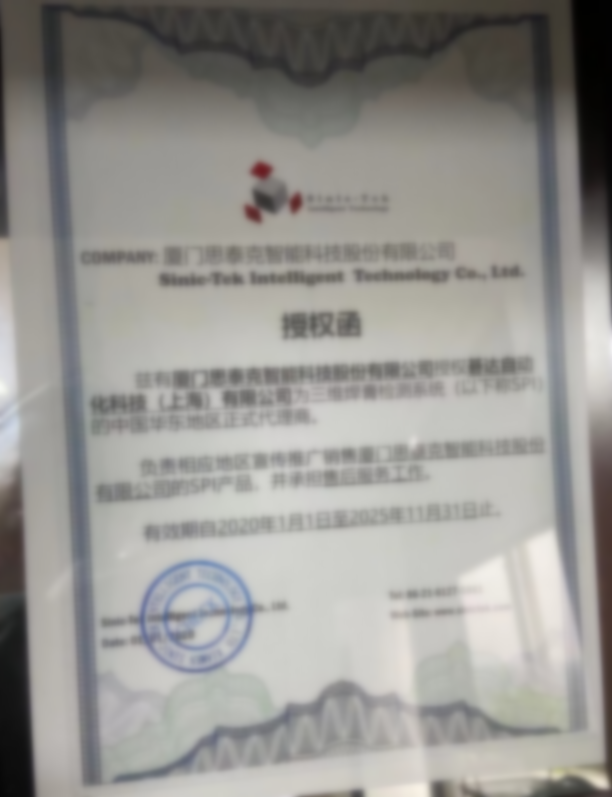 Sinic-Tek
Intelligent Technology
COMPANY: 厦门思泰克智能科技股份有限公司
Sinic-Tek Intelligent Technology Co., Ltd.
授权函
兹有厦门思泰克智能科技股份有限公司授权 自动
化科技（上海）有限公司为三维焊膏检测系统（以下称SPI）
的中国华东地区正式代理商。
负责相应地区宣传推广销售厦门思泰克智能科技股份
有限公司的SPI产品，并承担售后服务工作。
有效期自2020年1月1日至2025年11月31日止。